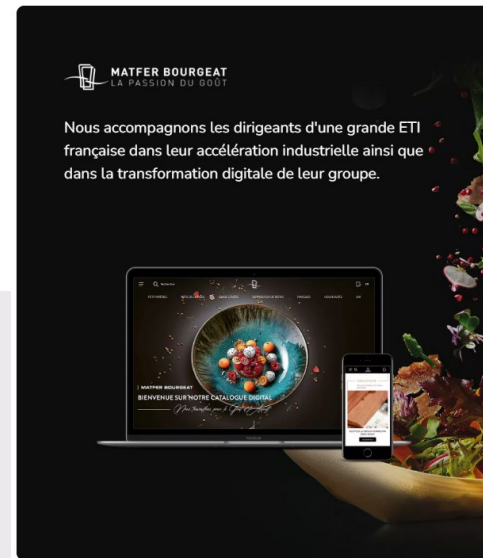 MATFER BOURGEAT
LA PASSION DU GOÛT
Nous accompagnons les dirigeants d'une grande ETI
française dans leur accélération industrielle ainsi que
dans la transformation digitale de leur groupe.
MATFER BOURGEAT
BIENVENUE SUR NOTRE CATALOGUE DIGITAL